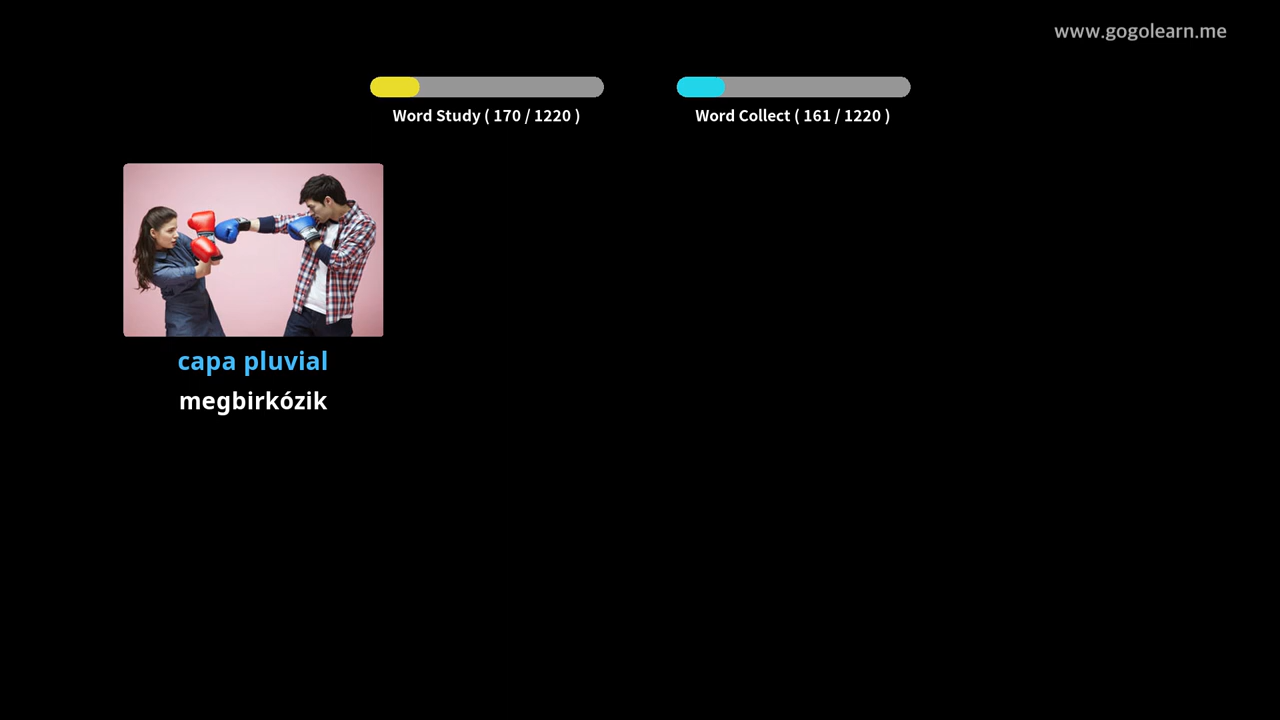 www.gogolearn.me
Word Study ( 170 / 1220 )
Word Collect ( 161 / 1220 )
capa pluvial
megbirkózik